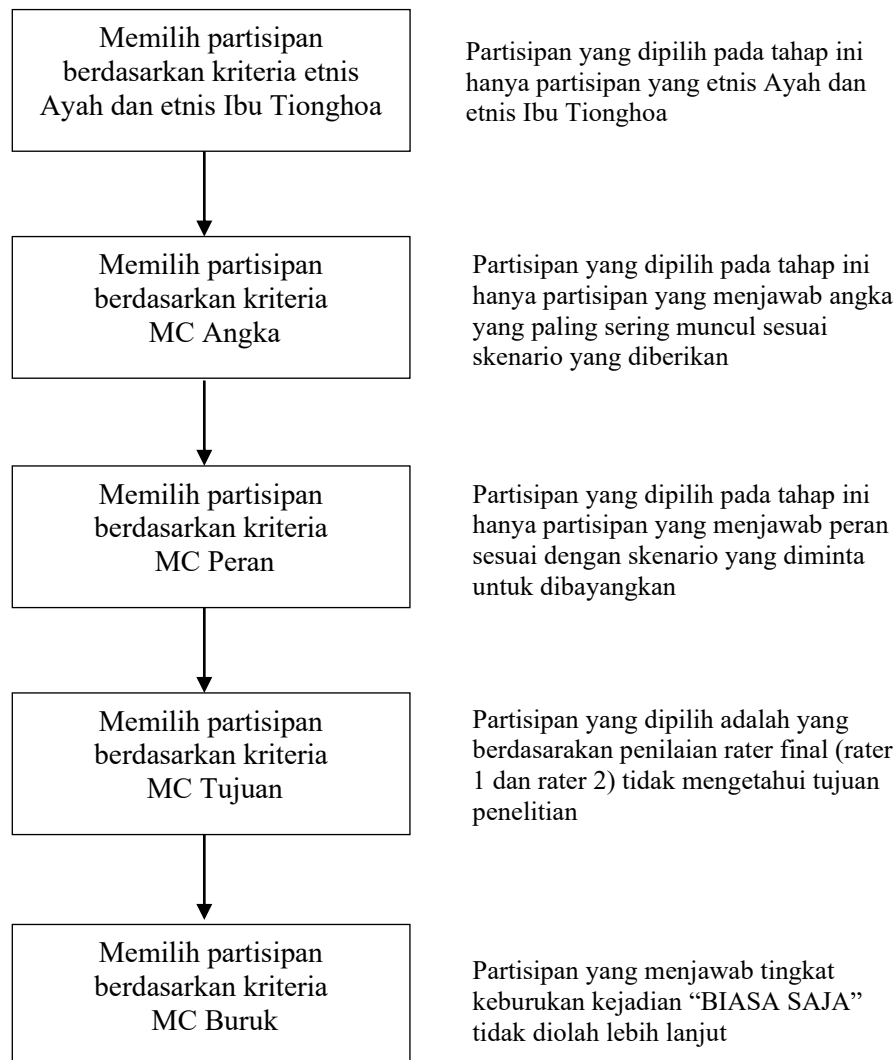 Memilih partisipan
berdasarkan kriteria etnis
Ayah dan etnis Ibu Tionghoa
Partisipan yang dipilih pada tahap ini
hanya partisipan yang etnis Ayah dan
etnis Ibu Tionghoa
Memilih partisipan
berdasarkan kriteria
MC Angka
Partisipan yang dipilih pada tahap ini
hanya partisipan yang menjawab angka
yang paling sering muncul sesuai
skenario yang diberikan
Memilih partisipan
berdasarkan kriteria
MC Peran
Partisipan yang dipilih pada tahap ini
hanya partisipan yang menjawab peran
sesuai dengan skenario yang diminta
untuk dibayangkan
Memilih partisipan
berdasarkan kriteria
MC Tujuan
Partisipan yang dipilih adalah yang
berdasarakan penilaian rater final (rater
1 dan rater 2) tidak mengetahui tujuan
penelitian
Memilih partisipan
berdasarkan kriteria
MC Buruk
Partisipan yang menjawab tingkat
keburukan kejadian “BIASA SAJA”
tidak diolah lebih lanjut